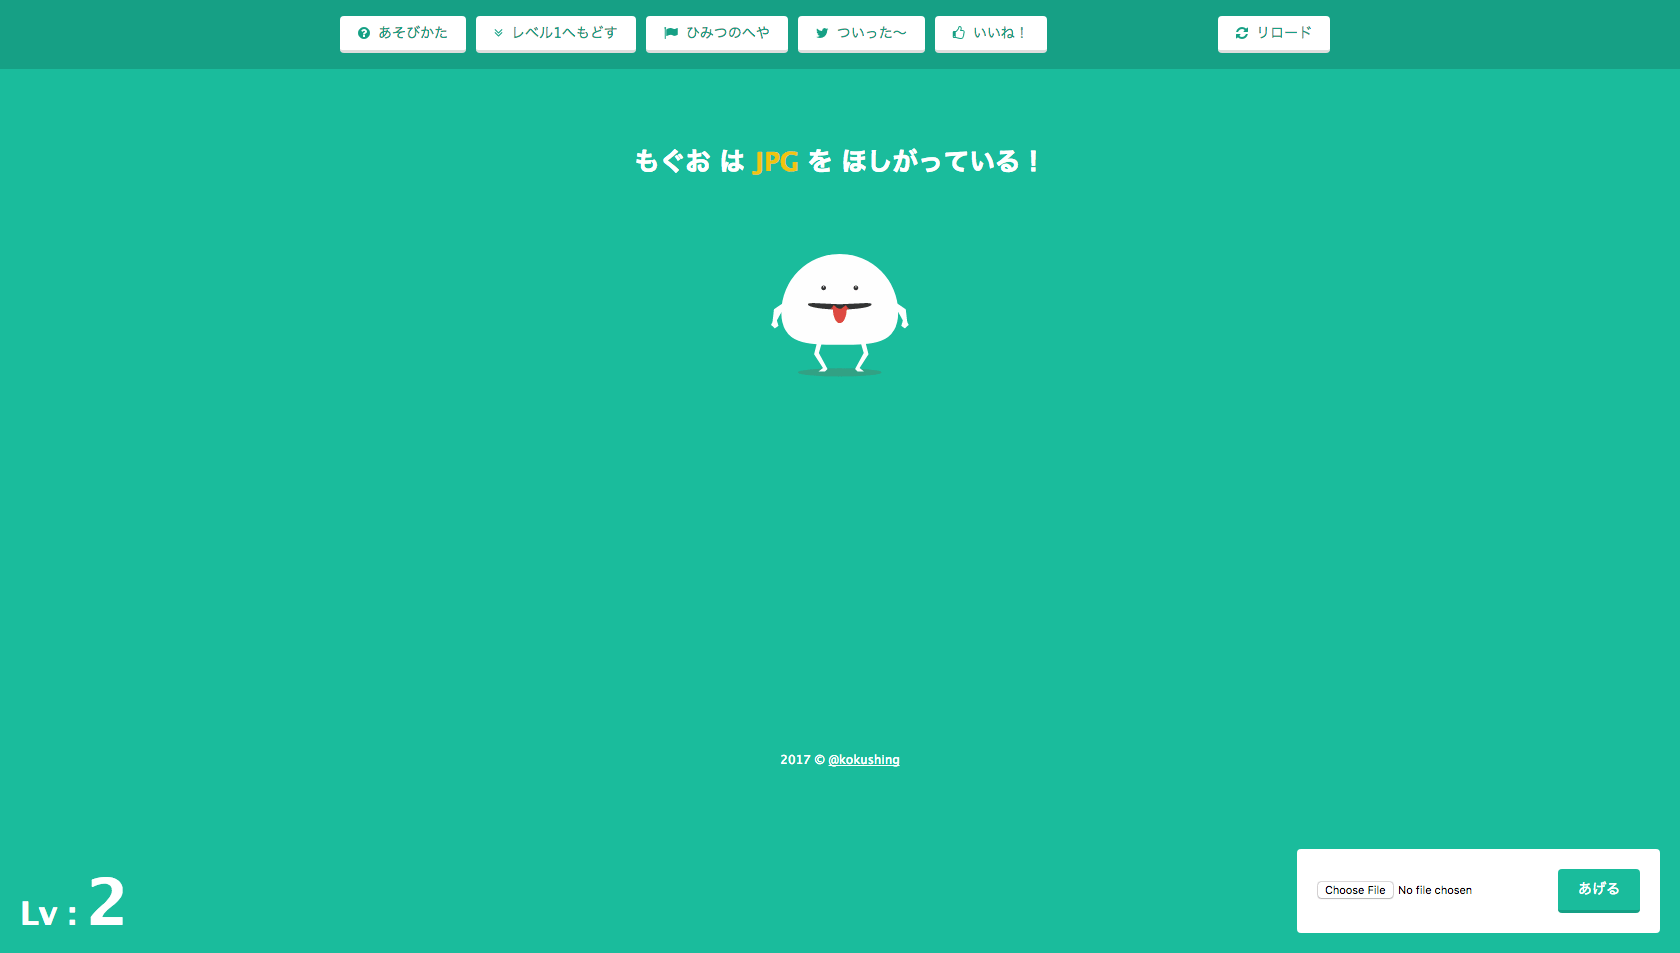 あそびかた レベル1へもどす ひみつのへや ついった〜 いいね！ リロード
もぐお は JPG を ほしがっている！
2017 © @kokushing
Lv : 2
Choose File No file chosen あげる